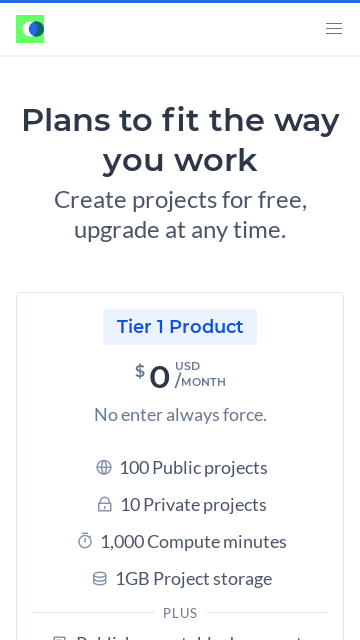 Plans to fit the way
you work
Create projects for free,
upgrade at any time.
Tier 1 Product
$ 0 USD
/MONTH
No enter always force.
100 Public projects
10 Private projects
1,000 Compute minutes
1GB Project storage
PLUS